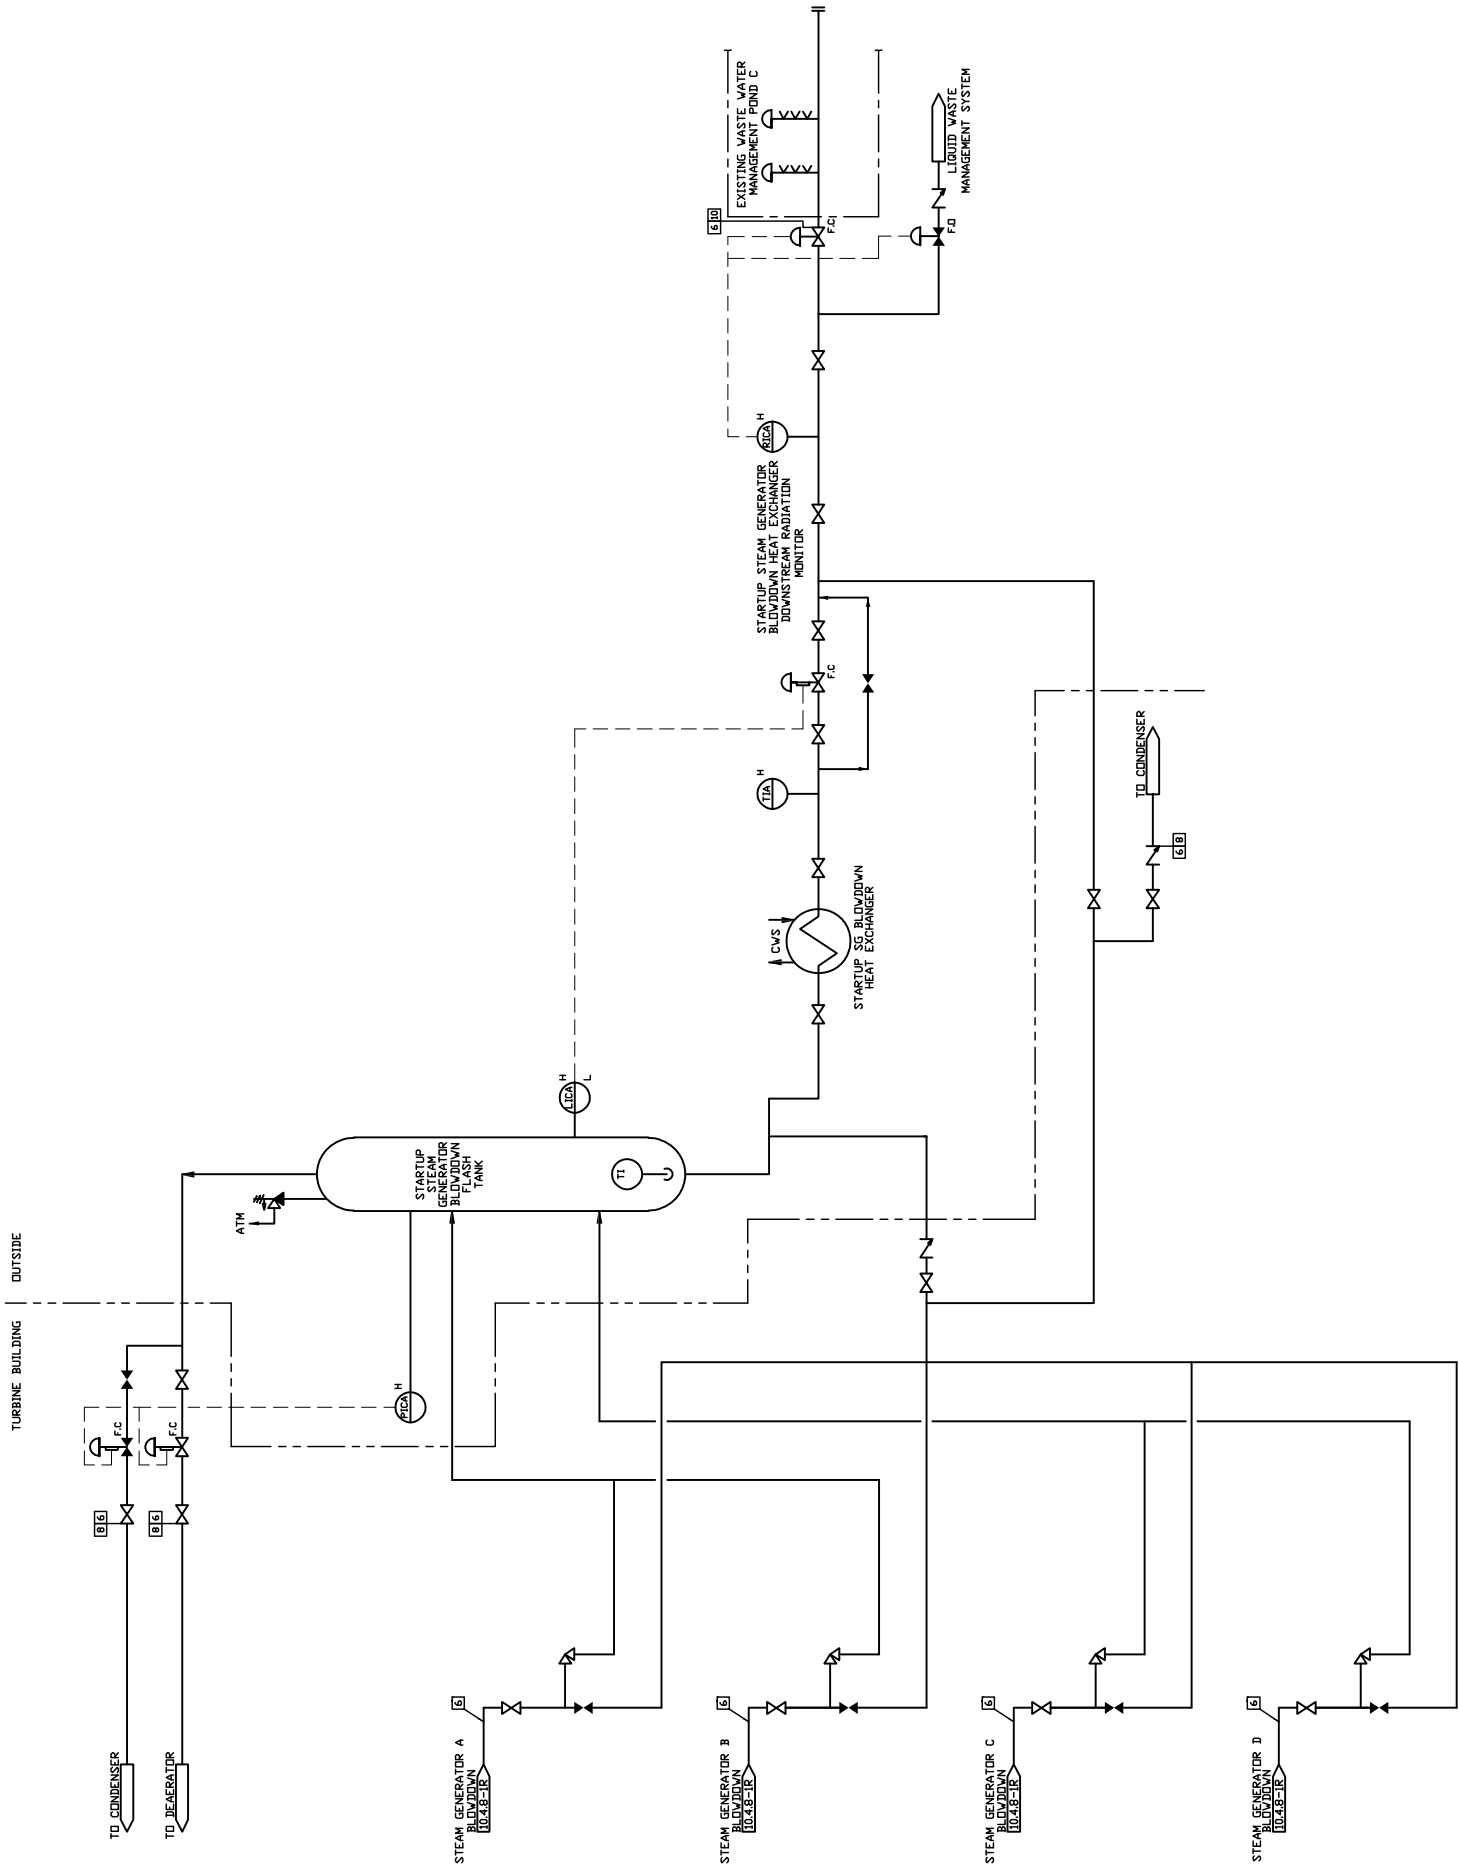 TURBINE BUILDING
OUTSIDE
TO CONDENSER
TO DEAERATOR
8 6
8 6
F.C
F.C
PICA
H
ATM
STARTUP
STEAM
GENERATOR
BLOWDOWN
FLASH
TANK
TI
LICA
H
L
STEAM GENERATOR A
BLOWDOWN
10.4.8-1R
6
STEAM GENERATOR B
BLOWDOWN
10.4.8-1R
6
STEAM GENERATOR C
BLOWDOWN
10.4.8-1R
6
STEAM GENERATOR D
BLOWDOWN
10.4.8-1R
6
CWS
STARTUP SG BLOWDOWN
HEAT EXCHANGER
TIA
H
F.C
STARTUP STEAM GENERATOR
BLOWDOWN HEAT EXCHANGER
DOWNSTREAM RADIATION
MONITOR
RICA
H
6 10
F.C
EXISTING WASTE WATER
MANAGEMENT POND C
F.O
LIQUID WASTE
MANAGEMENT SYSTEM
6 8
TO CONDENSER